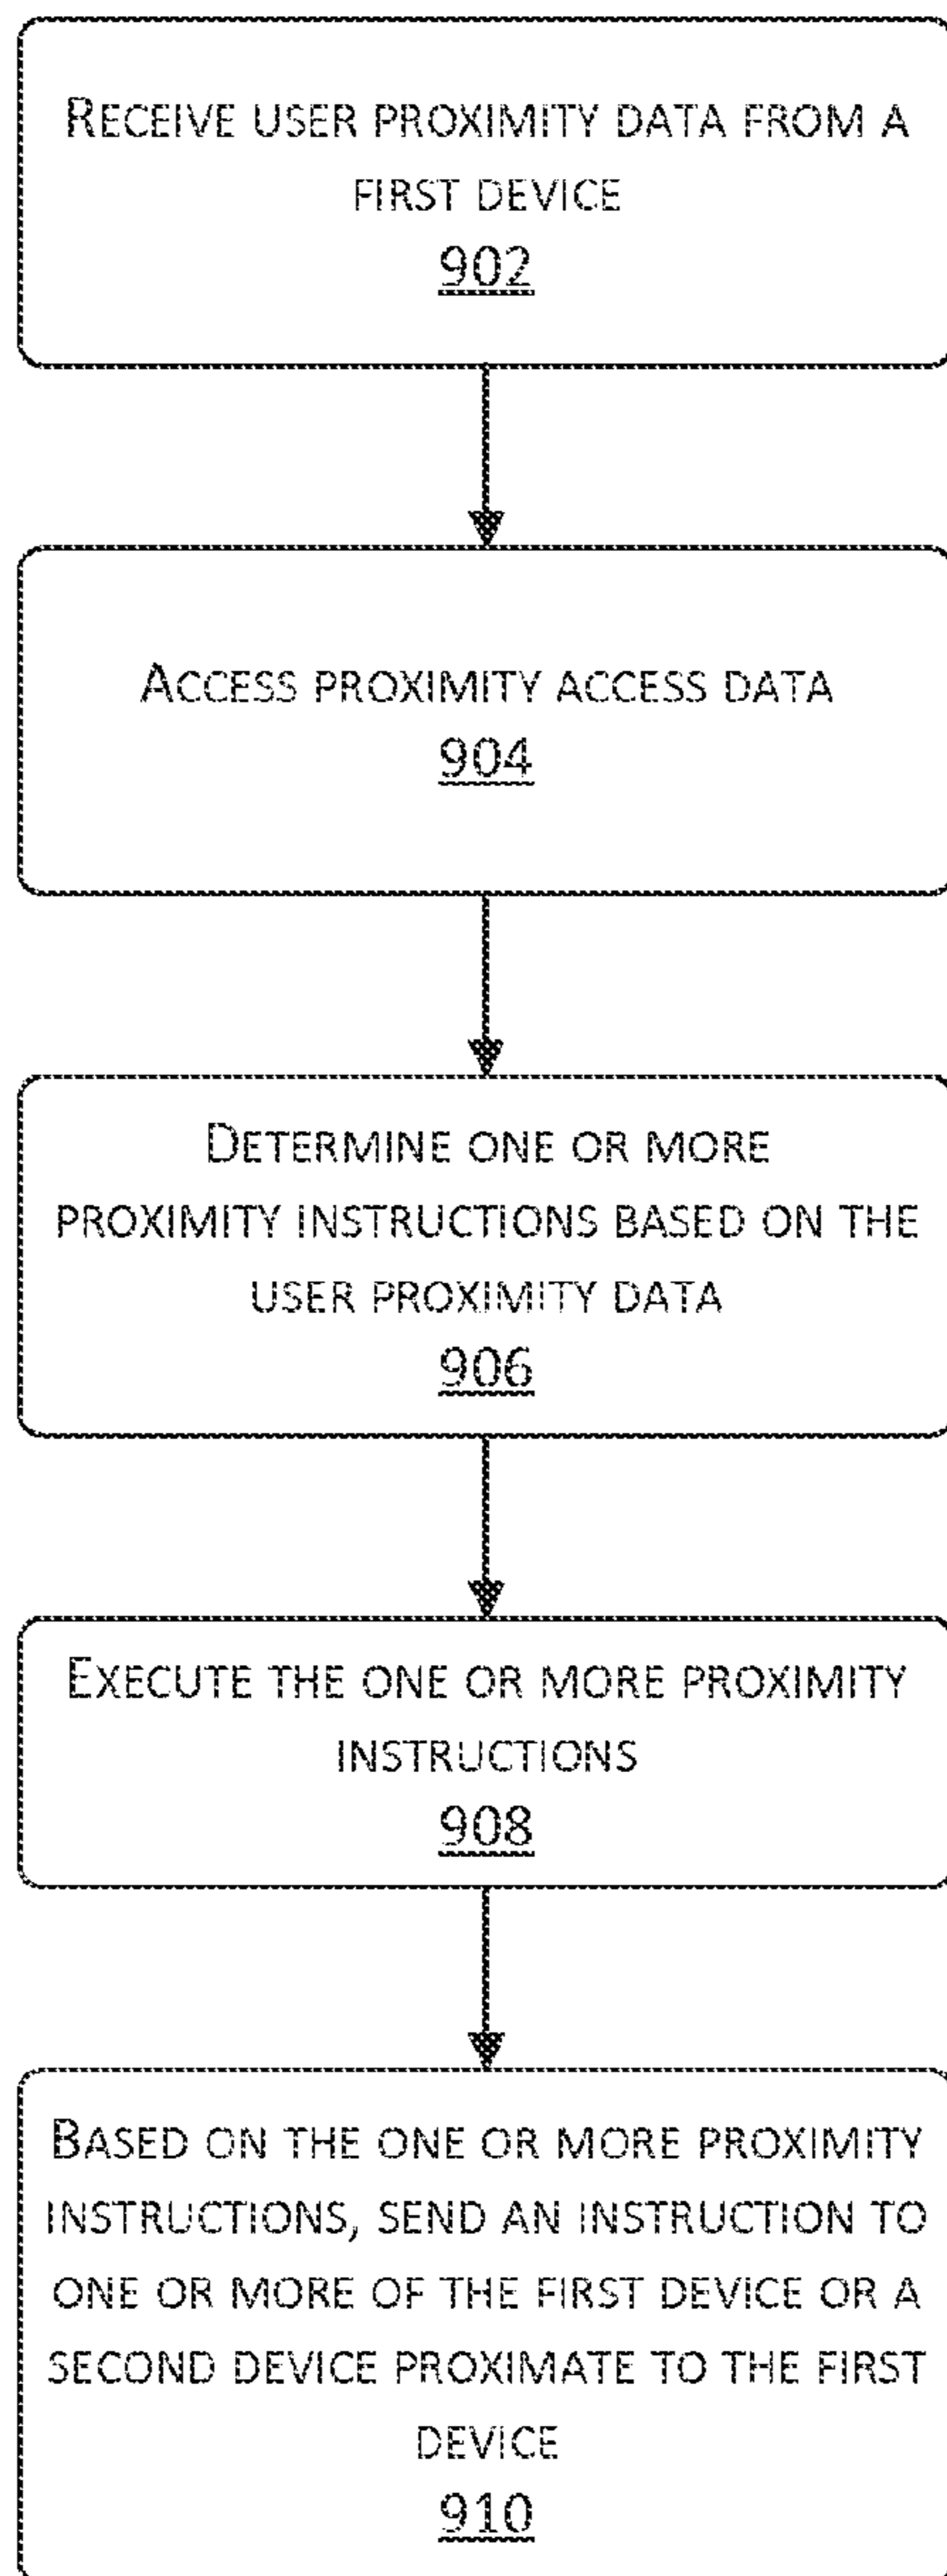 RECEIVE USER PROXIMITY DATA FROM A
FIRST DEVICE
902
ACCESS PROXIMITY ACCESS DATA
904
DETERMINE ONE OR MORE
PROXIMITY INSTRUCTIONS BASED ON THE
USER PROXIMITY DATA
906
EXECUTE THE ONE OR MORE PROXIMITY
INSTRUCTIONS
908
BASED ON THE ONE OR MORE PROXIMITY
INSTRUCTIONS, SEND AN INSTRUCTION TO
ONE OR MORE OF THE FIRST DEVICE OR A
SECOND DEVICE PROXIMATE TO THE FIRST
DEVICE
910